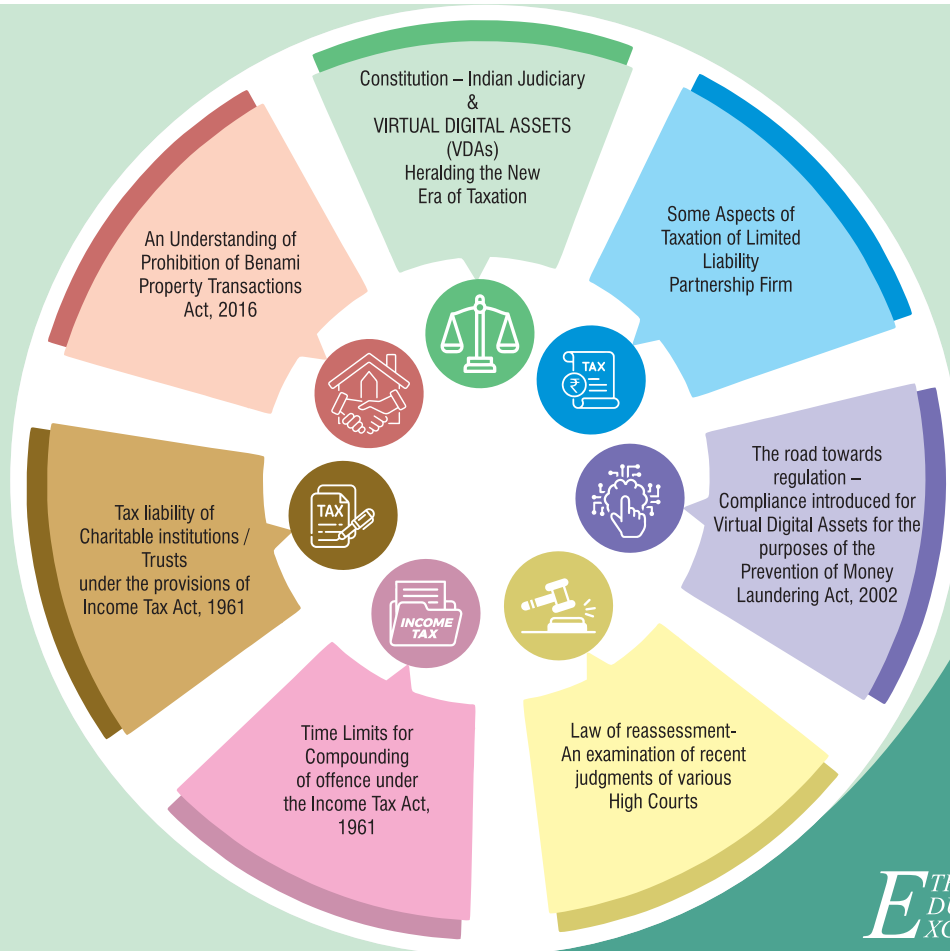 Constitution – Indian Judiciary
&
VIRTUAL DIGITAL ASSETS
(VDAs)
Heralding the New
Era of Taxation
Some Aspects of
Taxation of Limited
Liability
Partnership Firm
TAX
₹
The road towards
regulation –
Compliance introduced for
Virtual Digital Assets for the
purposes of the
Prevention of Money
Laundering Act, 2002
Law of reassessment-
An examination of recent
judgments of various
High Courts
Time Limits for
Compounding
of offence under
the Income Tax Act,
1961
INCOME
TAX
Tax liability of
Charitable institutions /
Trusts
under the provisions of
Income Tax Act, 1961
TAX
An Understanding of
Prohibition of Benami
Property Transactions
Act, 2016